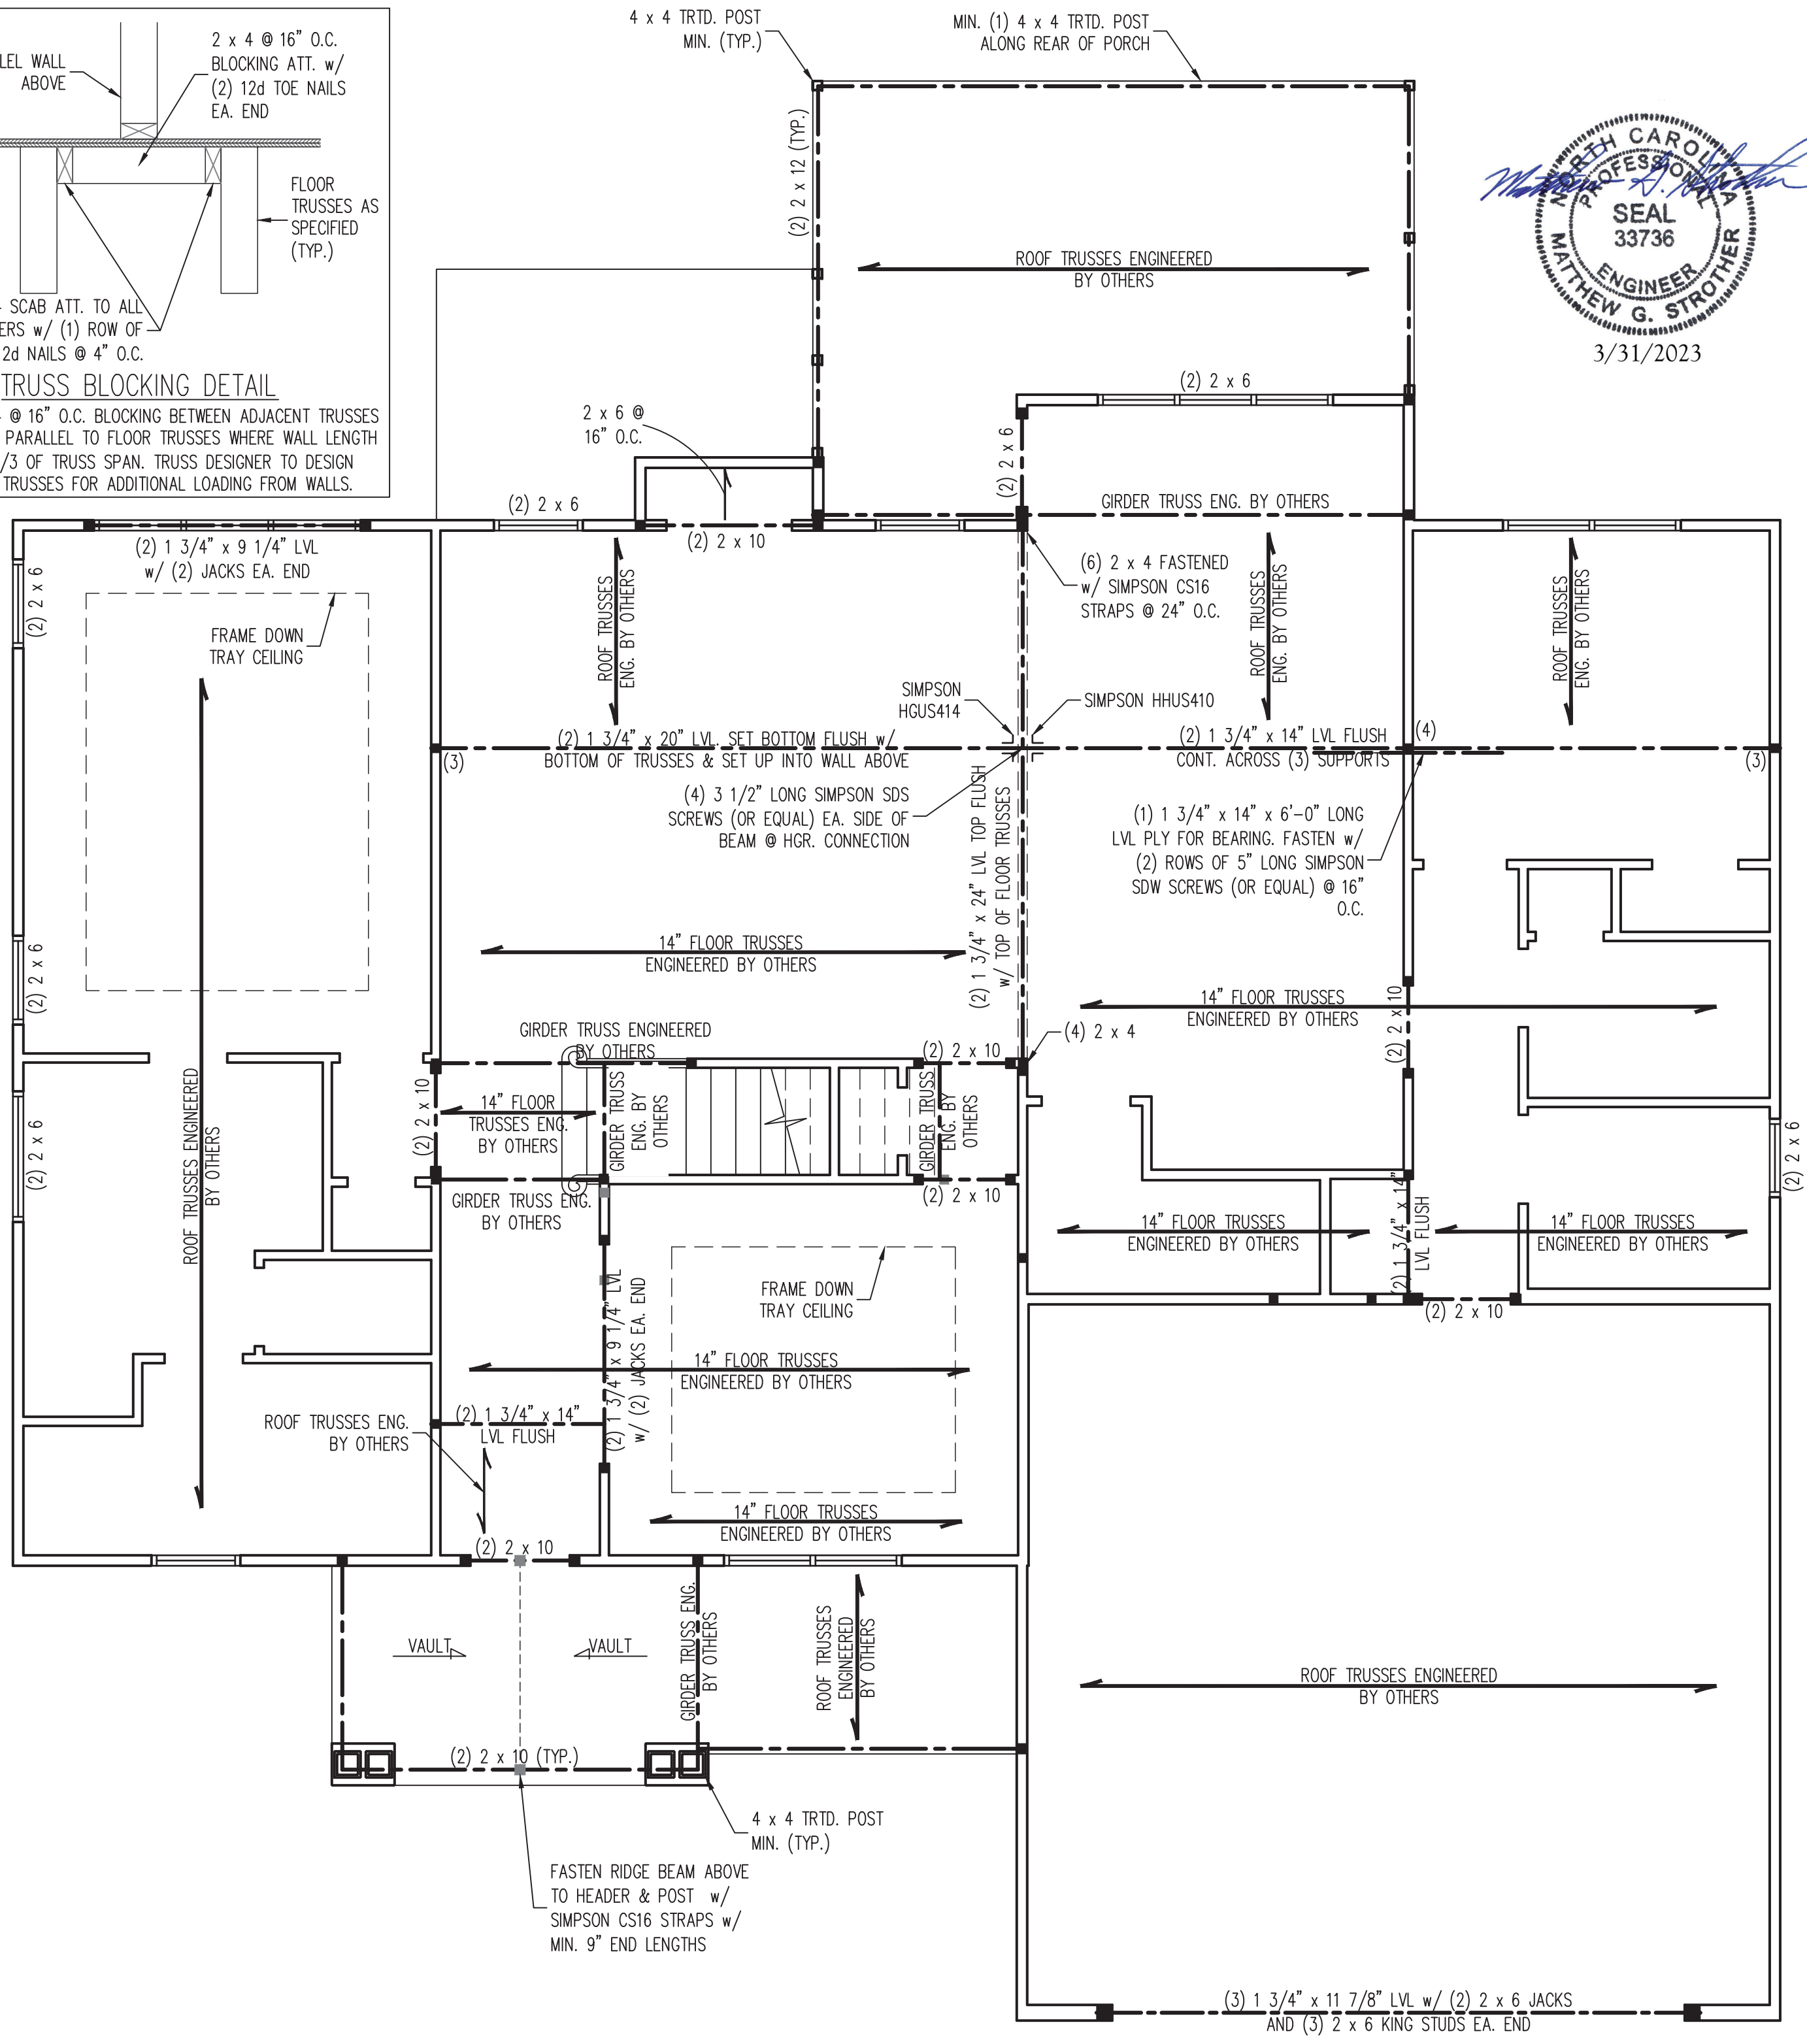 LEL WALL
ABOVE
2 x 4 @ 16" O.C.
BLOCKING ATT. w/
(2) 12d TOE NAILS
EA. END
FLOOR
TRUSSES AS
SPECIFIED
(TYP.)
SCAB ATT. TO ALL
ERS w/ (1) ROW OF
2d NAILS @ 4" O.C.
TRUSS BLOCKING DETAIL
@ 16" O.C. BLOCKING BETWEEN ADJACENT TRUSSES
PARALLEL TO FLOOR TRUSSES WHERE WALL LENGTH
/3 OF TRUSS SPAN. TRUSS DESIGNER TO DESIGN
TRUSSES FOR ADDITIONAL LOADING FROM WALLS.
4 x 4 TRTD. POST
MIN. (TYP.)
MIN. (1) 4 x 4 TRTD. POST
ALONG REAR OF PORCH
(2) 2 x 12 (TYP.)
ROOF TRUSSES ENGINEERED
BY OTHERS
NORTH CAROLINA
PROFESSIONAL
SEAL
33736
ENGINEER
MATTHEW G. STROTHER
3/31/2023
2 x 6 @
16" O.C.
(2) 2 x 6
(2) 2 x 6
(2) 2 x 6
(2) 2 x 10
GIRDER TRUSS ENG. BY OTHERS
(2) 1 3/4" x 9 1/4" LVL
w/ (2) JACKS EA. END
(2) 2 x 6
FRAME DOWN
TRAY CEILING
ROOF TRUSSES
ENG. BY OTHERS
(6) 2 x 4 FASTENED
w/ SIMPSON CS16
STRAPS @ 24" O.C.
ROOF TRUSSES
ENG. BY OTHERS
ROOF TRUSSES
ENG. BY OTHERS
SIMPSON
HGUS414
SIMPSON HHUS410
(3)
(2) 1 3/4" x 20" LVL. SET BOTTOM FLUSH w/
BOTTOM OF TRUSSES & SET UP INTO WALL ABOVE
(2) 1 3/4" x 14" LVL FLUSH
CONT. ACROSS (3) SUPPORTS
(4)
(3)
(4) 3 1/2" LONG SIMPSON SDS
SCREWS (OR EQUAL) EA. SIDE OF
BEAM @ HGR. CONNECTION
(2) 1 3/4" x 24" LVL TOP FLUSH
w/ TOP OF FLOOR TRUSSES
(1) 1 3/4" x 14" x 6'-0" LONG
LVL PLY FOR BEARING. FASTEN w/
(2) ROWS OF 5" LONG SIMPSON
SDW SCREWS (OR EQUAL) @ 16"
O.C.
(2) 2 x 6
14" FLOOR TRUSSES
ENGINEERED BY OTHERS
14" FLOOR TRUSSES
ENGINEERED BY OTHERS
(2) 2 x 10
(4) 2 x 4
GIRDER TRUSS ENGINEERED
BY OTHERS
(2) 2 x 10
(2) 2 x 6
ROOF TRUSSES ENGINEERED
BY OTHERS
(2) 2 x 10
14" FLOOR
TRUSSES ENG.
BY OTHERS
GIRDER TRUSS
ENG. BY
OTHERS
GIRDER TRUSS
ENG. BY
OTHERS
(2) 2 x 6
GIRDER TRUSS ENG.
BY OTHERS
(2) 2 x 10
14" FLOOR TRUSSES
ENGINEERED BY OTHERS
(2) 1 3/4" x 14"
LVL FLUSH
14" FLOOR TRUSSES
ENGINEERED BY OTHERS
(2) 2 x 10
(2) 1 3/4" x 9 1/4" LVL
w/ (2) JACKS EA. END
FRAME DOWN
TRAY CEILING
14" FLOOR TRUSSES
ENGINEERED BY OTHERS
ROOF TRUSSES ENG.
BY OTHERS
(2) 1 3/4" x 14"
LVL FLUSH
14" FLOOR TRUSSES
ENGINEERED BY OTHERS
(2) 2 x 10
VAULT
VAULT
GIRDER TRUSS ENG.
BY OTHERS
ROOF TRUSSES
ENGINEERED
BY OTHERS
ROOF TRUSSES ENGINEERED
BY OTHERS
(2) 2 x 10 (TYP.)
4 x 4 TRTD. POST
MIN. (TYP.)
FASTEN RIDGE BEAM ABOVE
TO HEADER & POST w/
SIMPSON CS16 STRAPS w/
MIN. 9" END LENGTHS
(3) 1 3/4" x 11 7/8" LVL w/ (2) 2 x 6 JACKS
AND (3) 2 x 6 KING STUDS EA. END